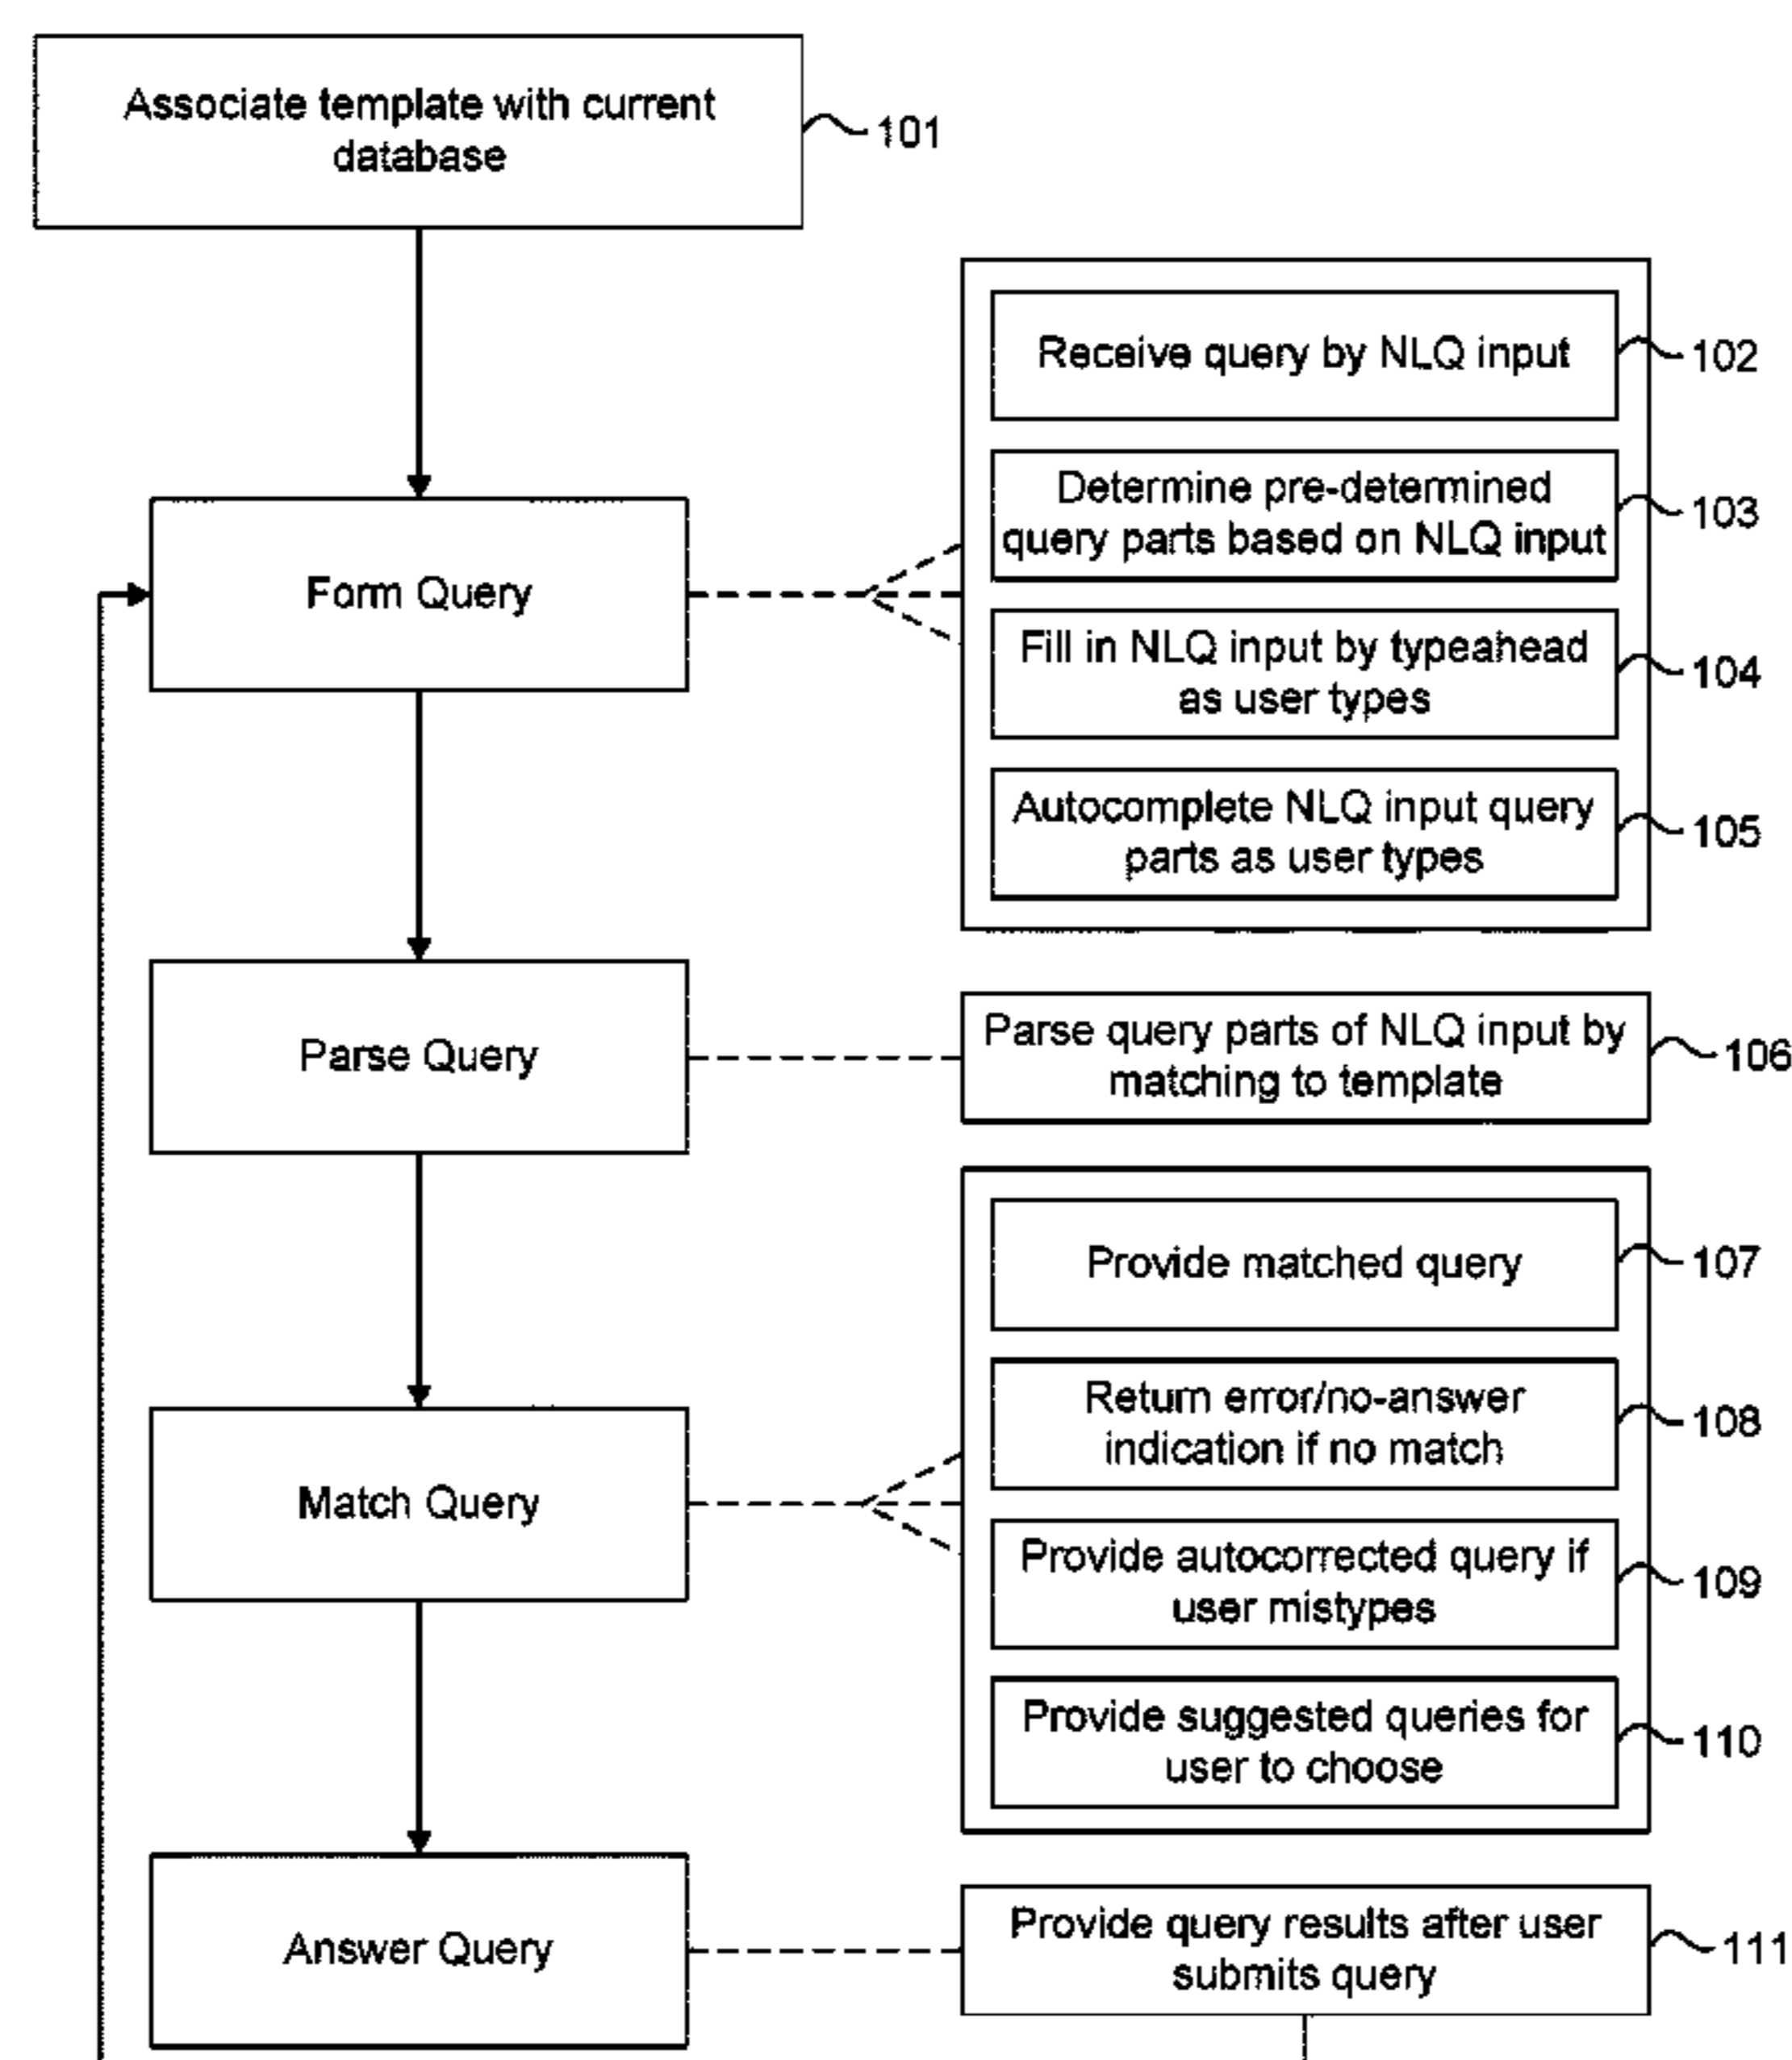 Associate template with current
database
101
Receive query by NLQ input
102
Determine pre-determined
query parts based on NLQ input
103
Form Query
Fill in NLQ input by typeahead
as user types
104
Autocomplete NLQ input query
parts as user types
105
Parse Query
Parse query parts of NLQ input by
matching to template
106
Provide matched query
107
Return error/no-answer
indication if no match
108
Match Query
Provide autocorrected query if
user mistypes
109
Provide suggested queries for
user to choose
110
Answer Query
Provide query results after user
submits query
111